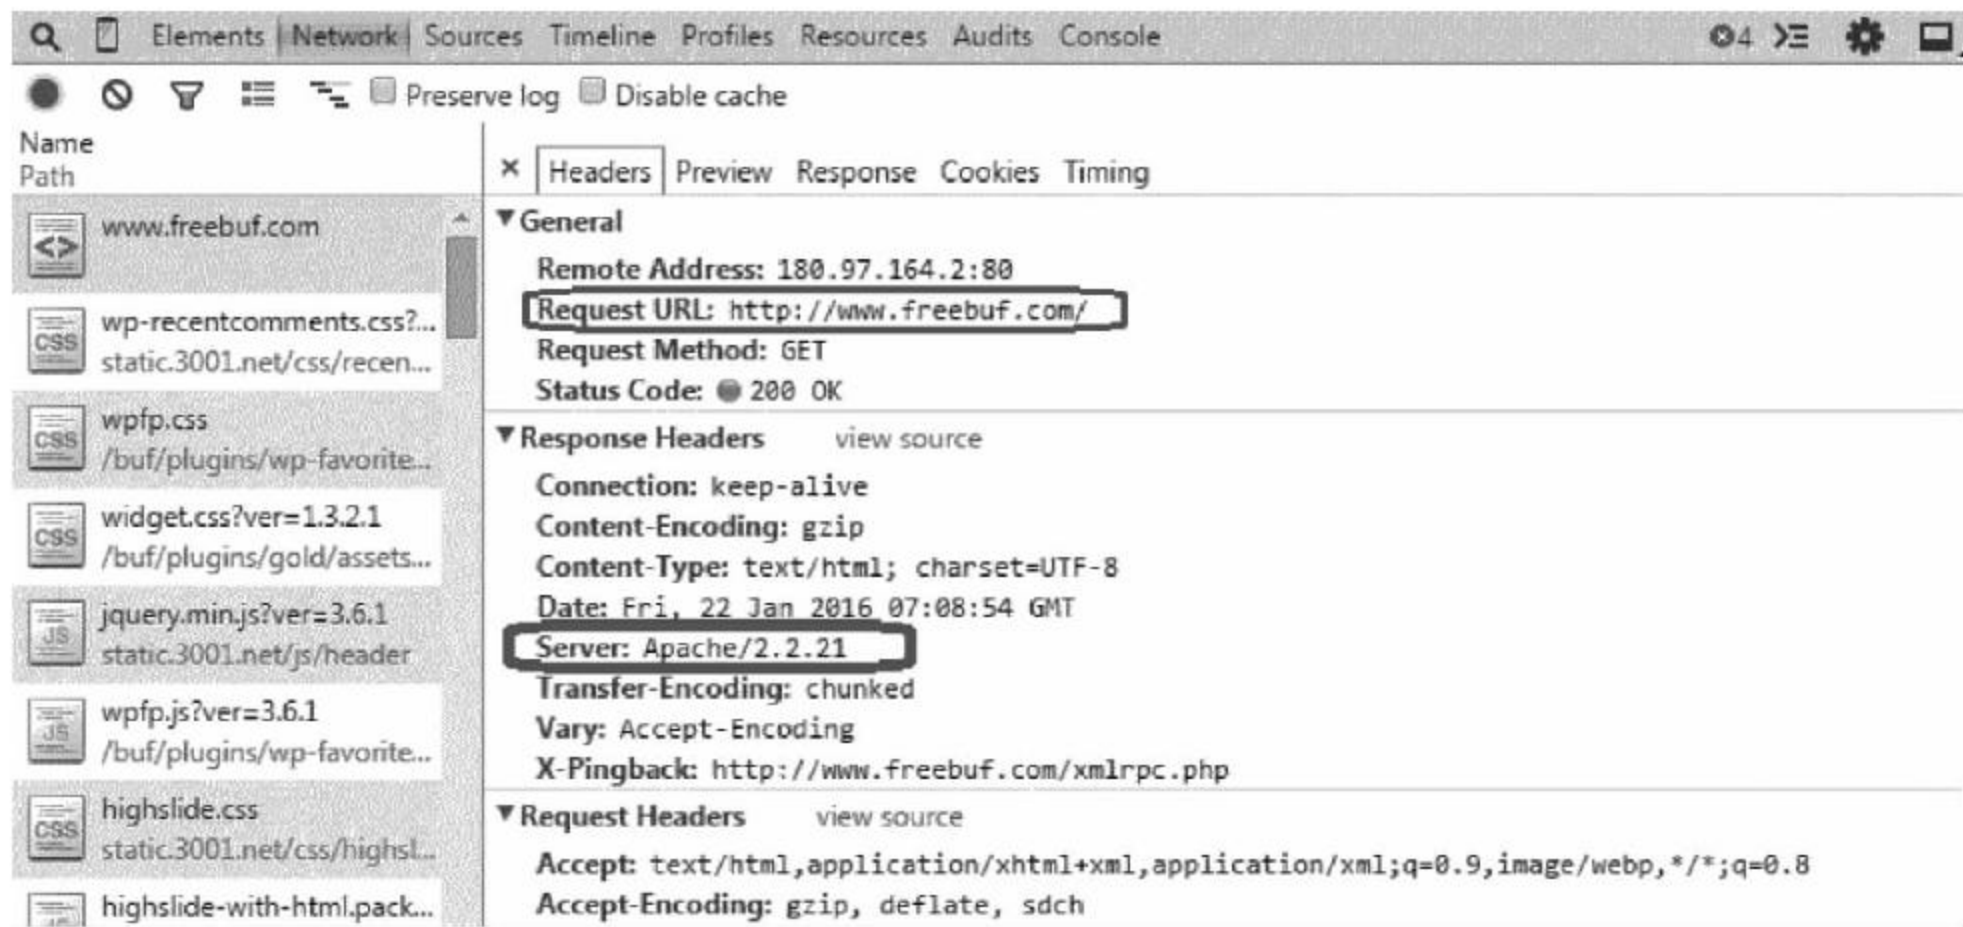 Elements Network Sources Timeline Profiles Resources Audits Console
4
Preserve log Disable cache
Name
Path
www.freebuf.com
wp-recentcomments.css?...
static.3001.net/css/recen...
wpfp.css
/buf/plugins/wp-favorite...
widget.css?ver=1.3.2.1
/buf/plugins/gold/assets...
jquery.min.js?ver=3.6.1
static.3001.net/js/header
wpfp.js?ver=3.6.1
/buf/plugins/wp-favorite...
highslide.css
static.3001.net/css/highsl...
highslide-with-html.pack...
× Headers Preview Response Cookies Timing
General
Remote Address: 180.97.164.2:80
Request URL: http://www.freebuf.com/
Request Method: GET
Status Code: 200 OK
Response Headers view source
Connection: keep-alive
Content-Encoding: gzip
Content-Type: text/html; charset=UTF-8
Date: Fri, 22 Jan 2016 07:08:54 GMT
Server: Apache/2.2.21
Transfer-Encoding: chunked
Vary: Accept-Encoding
X-Pingback: http://www.freebuf.com/xmlrpc.php
Request Headers view source
Accept: text/html,application/xhtml+xml,application/xml;q=0.9,image/webp,*/*;q=0.8
Accept-Encoding: gzip, deflate, sdch